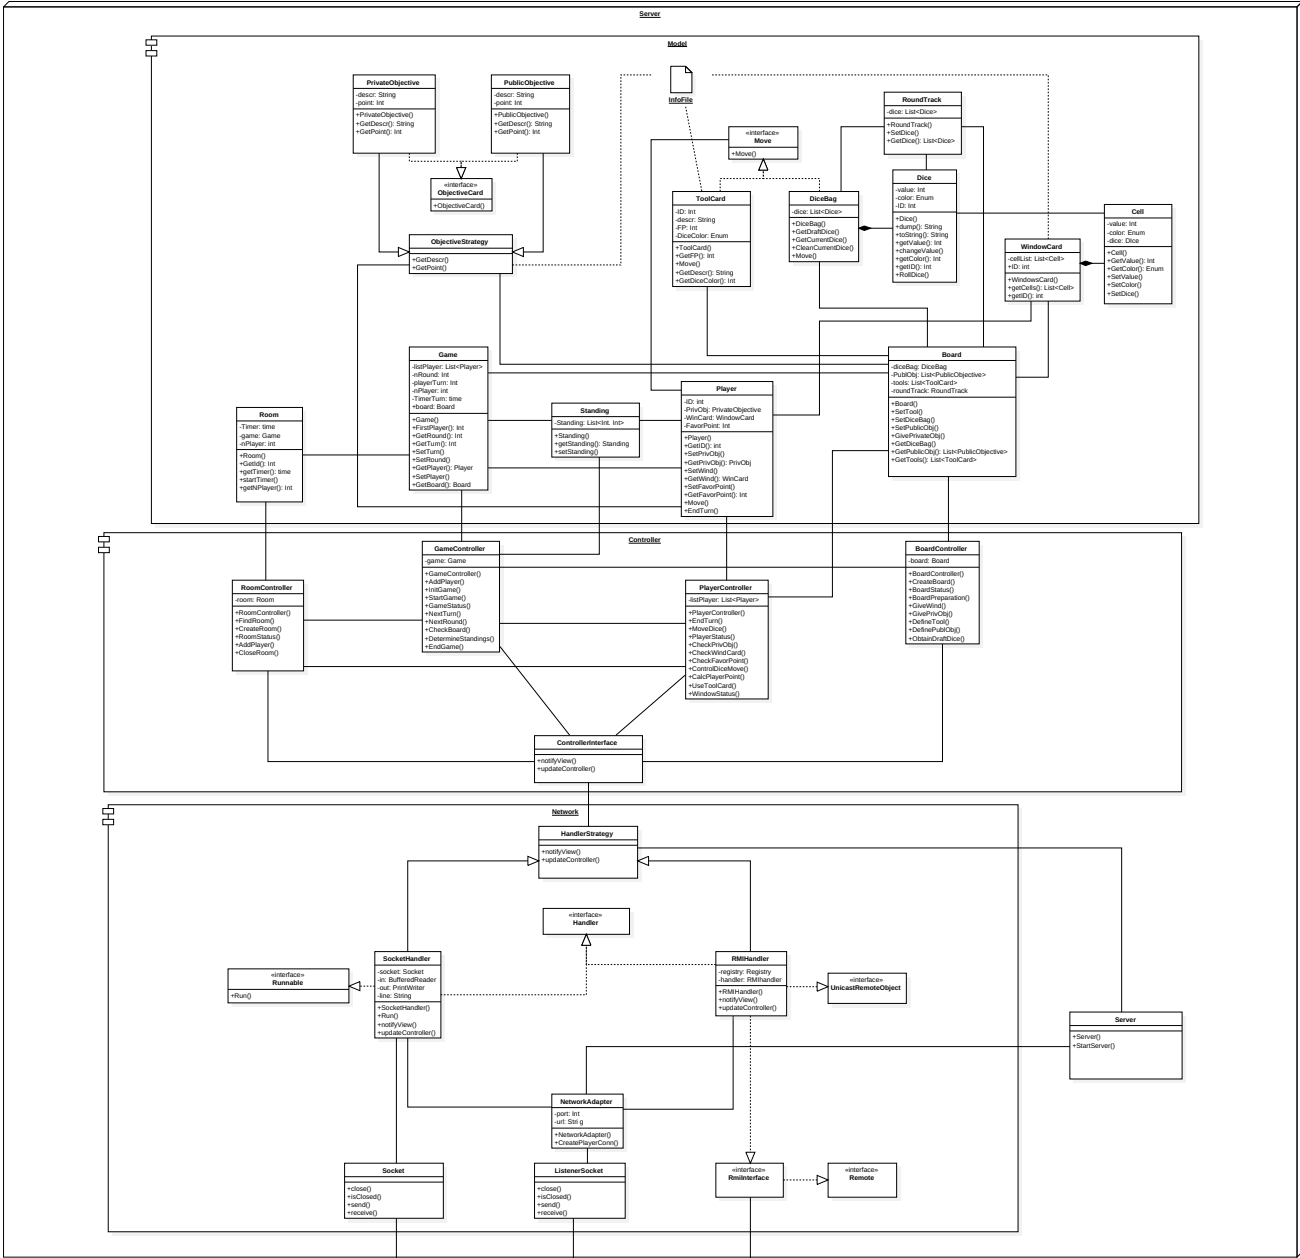 Server
Model
PrivateObjective
-descr: String
-point: Int
+PrivateObjective()
+GetDescr(): String
+GetPoint(): Int
PublicObjective
-descr: String
-point: Int
+PublicObjective()
+GetDescr(): String
+GetPoint(): Int
InfoFile
RoundTrack
-dice: List<Dice>
+RoundTrack()
+SetDice()
+GetDice(): List<Dice>
«interface»
Move
+Move()
«interface»
ObjectiveCard
+ObjectiveCard()
ToolCard
-ID: Int
-descr: String
-FP: Int
-DiceColor: Enum
+ToolCard()
+GetFP(): Int
+Move()
+GetDescr(): String
+GetDiceColor(): Int
DiceBag
-dice: List<Dice>
+DiceBag()
+GetDraftDice()
+GetCurrentDice()
+CleanCurrentDice()
+Move()
Dice
-value: Int
-color: Enum
-ID: Int
+Dice()
+dump(): String
+toString(): String
+getValue(): Int
+changeValue()
+getColor(): Int
+getID(): Int
+RollDice()
Cell
-value: Int
-color: Enum
-dice: Dice
+Cell()
+GetValue(): Int
+GetColor(): Enum
+SetValue()
+SetColor()
+SetDice()
ObjectiveStrategy
+GetDescr()
+GetPoint()
WindowCard
-cellList: List<Cell>
+ID: int
+WindowsCard()
+getCells(): List<Cell>
+getID(): int
Game
-listPlayer: List<Player>
-nRound: Int
-playerTurn: Int
-nPlayer: int
-TimerTurn: time
+board: Board
+Game()
+FirstPlayer(): Int
+GetRound(): Int
+GetTurn(): Int
+SetTurn()
+SetRound()
+GetPlayer(): Player
+SetPlayer()
+GetBoard(): Board
Board
-diceBag: DiceBag
-PublObj: List<PublicObjective>
-tools: List<ToolCard>
-roundTrack: RoundTrack
+Board()
+SetTool()
+SetDiceBag()
+SetPublicObj()
+GivePrivateObj()
+GetDiceBag()
+GetPublicObj(): List<PublicObjective>
+GetTools(): List<ToolCard>
Player
-ID: int
-PrivObj: PrivateObjective
-WinCard: WindowCard
-FavorPoint: Int
+Player()
+GetID(): int
+SetPrivObj()
+GetPrivObj(): PrivObj
+SetWind()
+GetWind(): WinCard
+SetFavorPoint()
+GetFavorPoint(): Int
+Move()
+EndTurn()
Standing
-Standing: List<Int. Int>
+Standing()
+getStanding(): Standing
+setStanding()
Room
-Timer: time
-game: Game
-nPlayer: int
+Room()
+GetId(): Int
+getTimer(): time
+startTimer()
+getNPlayer(): Int
Controller
GameController
-game: Game
+GameController()
+AddPlayer()
+InitGame()
+StartGame()
+GameStatus()
+NextTurn()
+NextRound()
+CheckBoard()
+DetermineStandings()
+EndGame()
BoardController
-board: Board
+BoardController()
+CreateBoard()
+BoardStatus()
+BoardPreparation()
+GiveWind()
+GivePrivObj()
+DefineTool()
+DefinePublObj()
+ObtainDraftDice()
RoomController
-room: Room
+RoomController()
+FindRoom()
+CreateRoom()
+RoomStatus()
+AddPlayer()
+CloseRoom()
PlayerController
-listPlayer: List<Player>
+PlayerController()
+EndTurn()
+MoveDice()
+PlayerStatus()
+CheckPrivObj()
+CheckWindCard()
+CheckFavorPoint()
+ControlDiceMove()
+CalcPlayerPoint()
+UseToolCard()
+WindowStatus()
ControllerInterface
+notifyView()
+updateController()
Network
HandlerStrategy
+notifyView()
+updateController()
«interface»
Handler
SocketHandler
-socket: Socket
-in: BufferedReader
-out: PrintWriter
-line: String
+SocketHandler()
+Run()
+notifyView()
+updateController()
RMIHandler
-registry: Registry
-handler: RMIhandler
+RMIHandler()
+notifyView()
+updateController()
«interface»
Runnable
+Run()
«interface»
UnicastRemoteObject
Server
+Server()
+StartServer()
NetworkAdapter
-port: Int
-url: Stri g
+NetworkAdapter()
+CreatePlayerConn()
Socket
+close()
+isClosed()
+send()
+receive()
ListenerSocket
+close()
+isClosed()
+send()
+receive()
«interface»
RmiInterface
«interface»
Remote